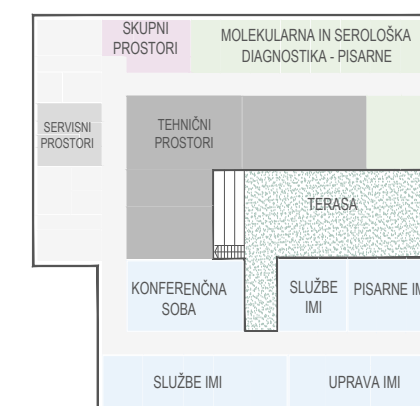 SKUPNI
PROSTORI
MOLEKULARNA IN SEROLOŠKA
DIAGNOSTIKA - PISARNE
SERVISNI
PROSTORI
TEHNIČNI
PROSTORI
TERASA
KONFERENČNA
SOBA
SLUŽBE
IMI
PISARNE IM
SLUŽBE IMI
UPRAVA IMI